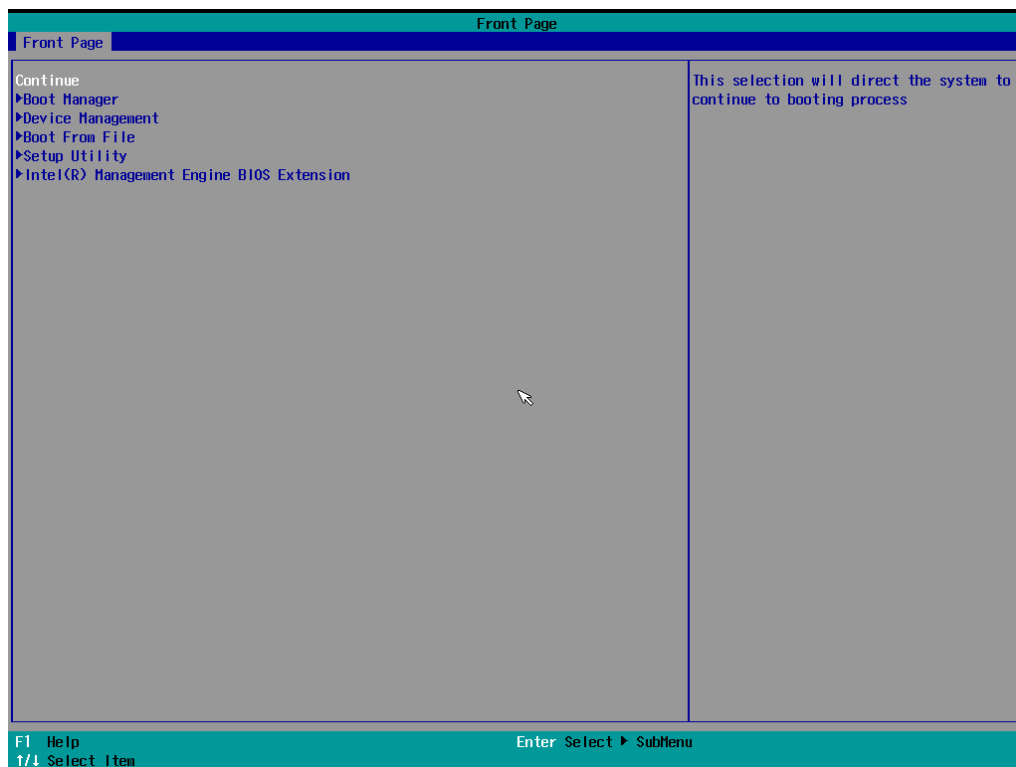 Front Page
Front Page
Continue
▶Boot Manager
▶Device Management
▶Boot From File
▶Setup Utility
▶Intel(R) Management Engine BIOS Extension
This selection will direct the system to
continue to booting process
F1 Help
Enter Select ▶ SubMenu
↑/↓ Select Item